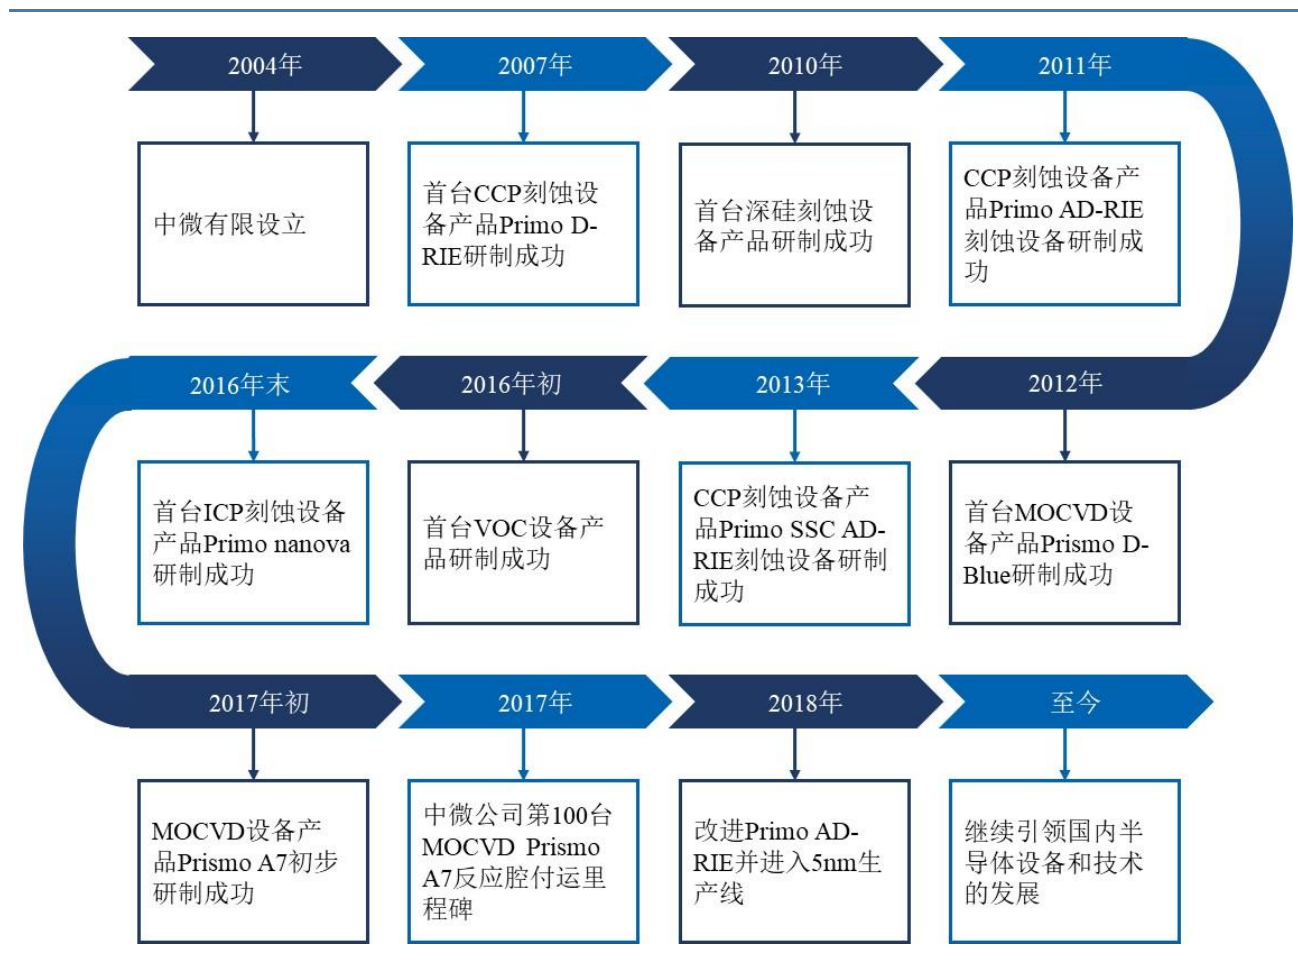 2004年
2007年
2010年
2011年
中微有限设立
首台CCP刻蚀设
备产品Primo D-
RIE研制成功
首台深硅刻蚀设
备产品研制成功
CCP刻蚀设备产
品Primo AD-RIE
刻蚀设备研制成
功
2012年
2013年
2016年初
2016年末
首台MOCVD设
备产品Prismo D-
Blue研制成功
CCP刻蚀设备产
品Primo SSC AD-
RIE刻蚀设备研制
成功
首台VOC设备产
品研制成功
首台ICP刻蚀设备
产品Primo nanova
研制成功
2017年初
2017年
2018年
至今
MOCVD设备产
品Prismo A7初步
研制成功
中微公司第100台
MOCVD Prismo
A7反应腔付运里
程碑
改进Primo AD-
RIE并进入5nm生
产线
继续引领国内半
导体设备和技术
的发展